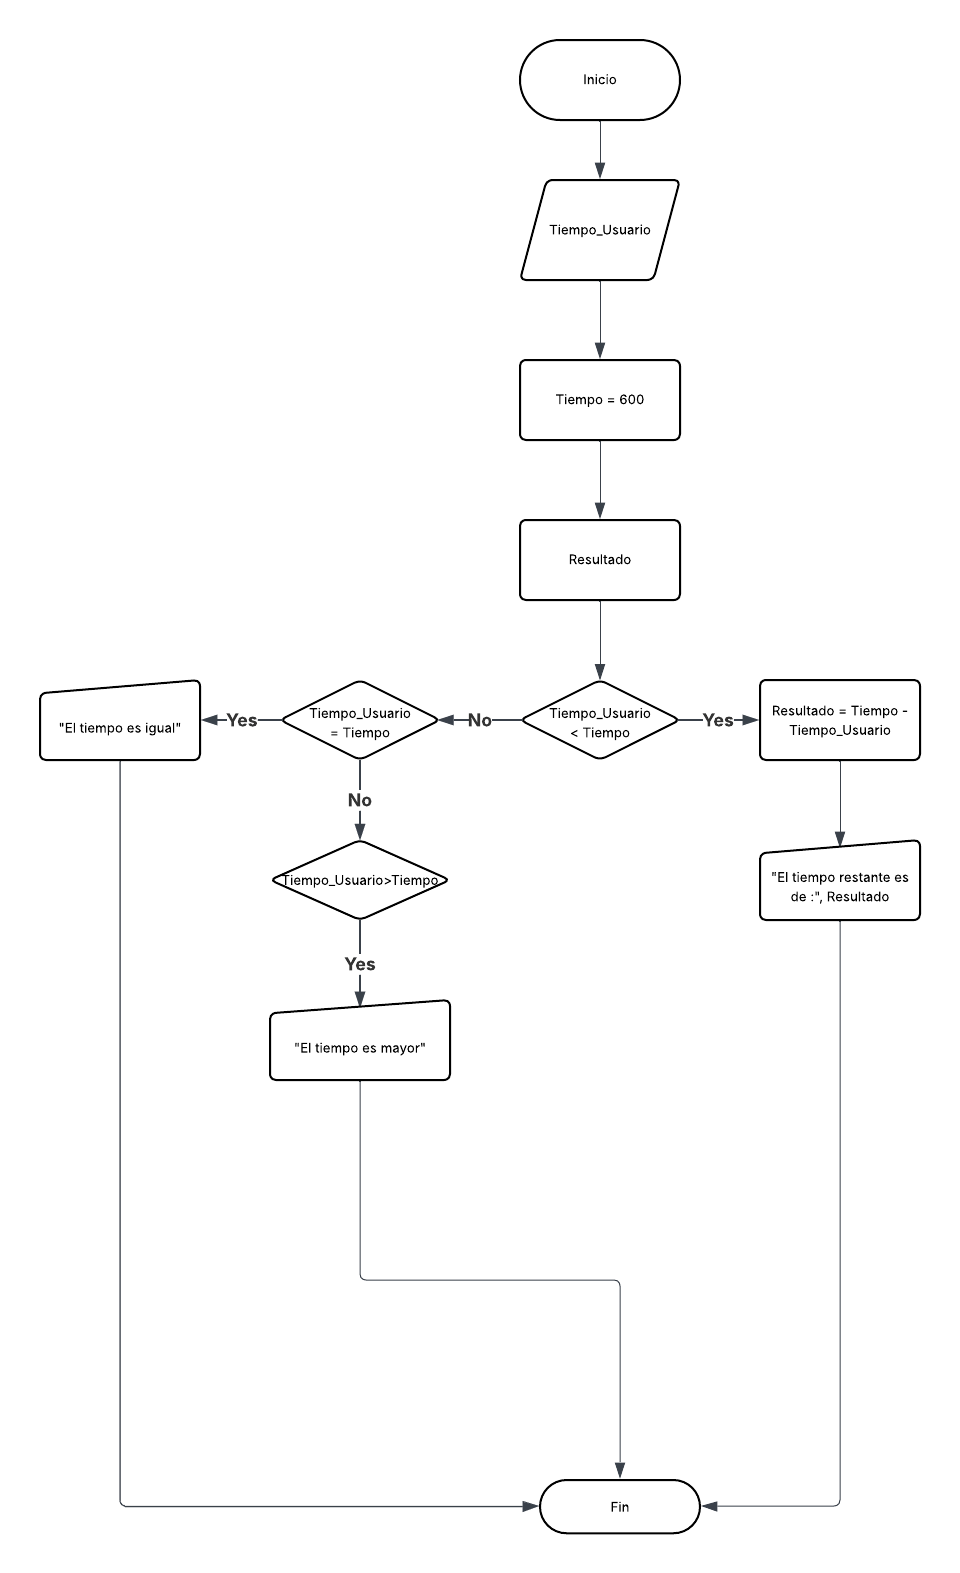 Inicio
Tiempo_Usuario
Tiempo = 600
Resultado
"El tiempo es igual"
Yes
Tiempo_Usuario
= Tiempo
No
Tiempo_Usuario
< Tiempo
Yes
Resultado = Tiempo -
Tiempo_Usuario
No
Tiempo_Usuario>Tiempo
"El tiempo restante es
de :", Resultado
Yes
"El tiempo es mayor"
Fin